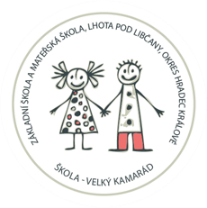 ZÁKLADNÍ ŠKOLA A MATEŘSKÁ ŠKOLA, LHOTA POD LIBČANY, OKRES HRADEC KRÁLOVÉ
ŠKOLA - VELKÝ KAMARÁD